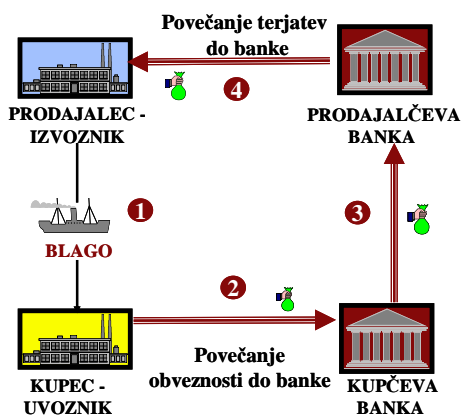 Povečanje terjatev
do banke
4
PRODAJALEC -
IZVOZNIK
PRODAJALČEVA
BANKA
1
BLAGO
3
2
Povečanje
obveznosti do banke
KUPEC -
UVOZNIK
KUPČEVA
BANKA